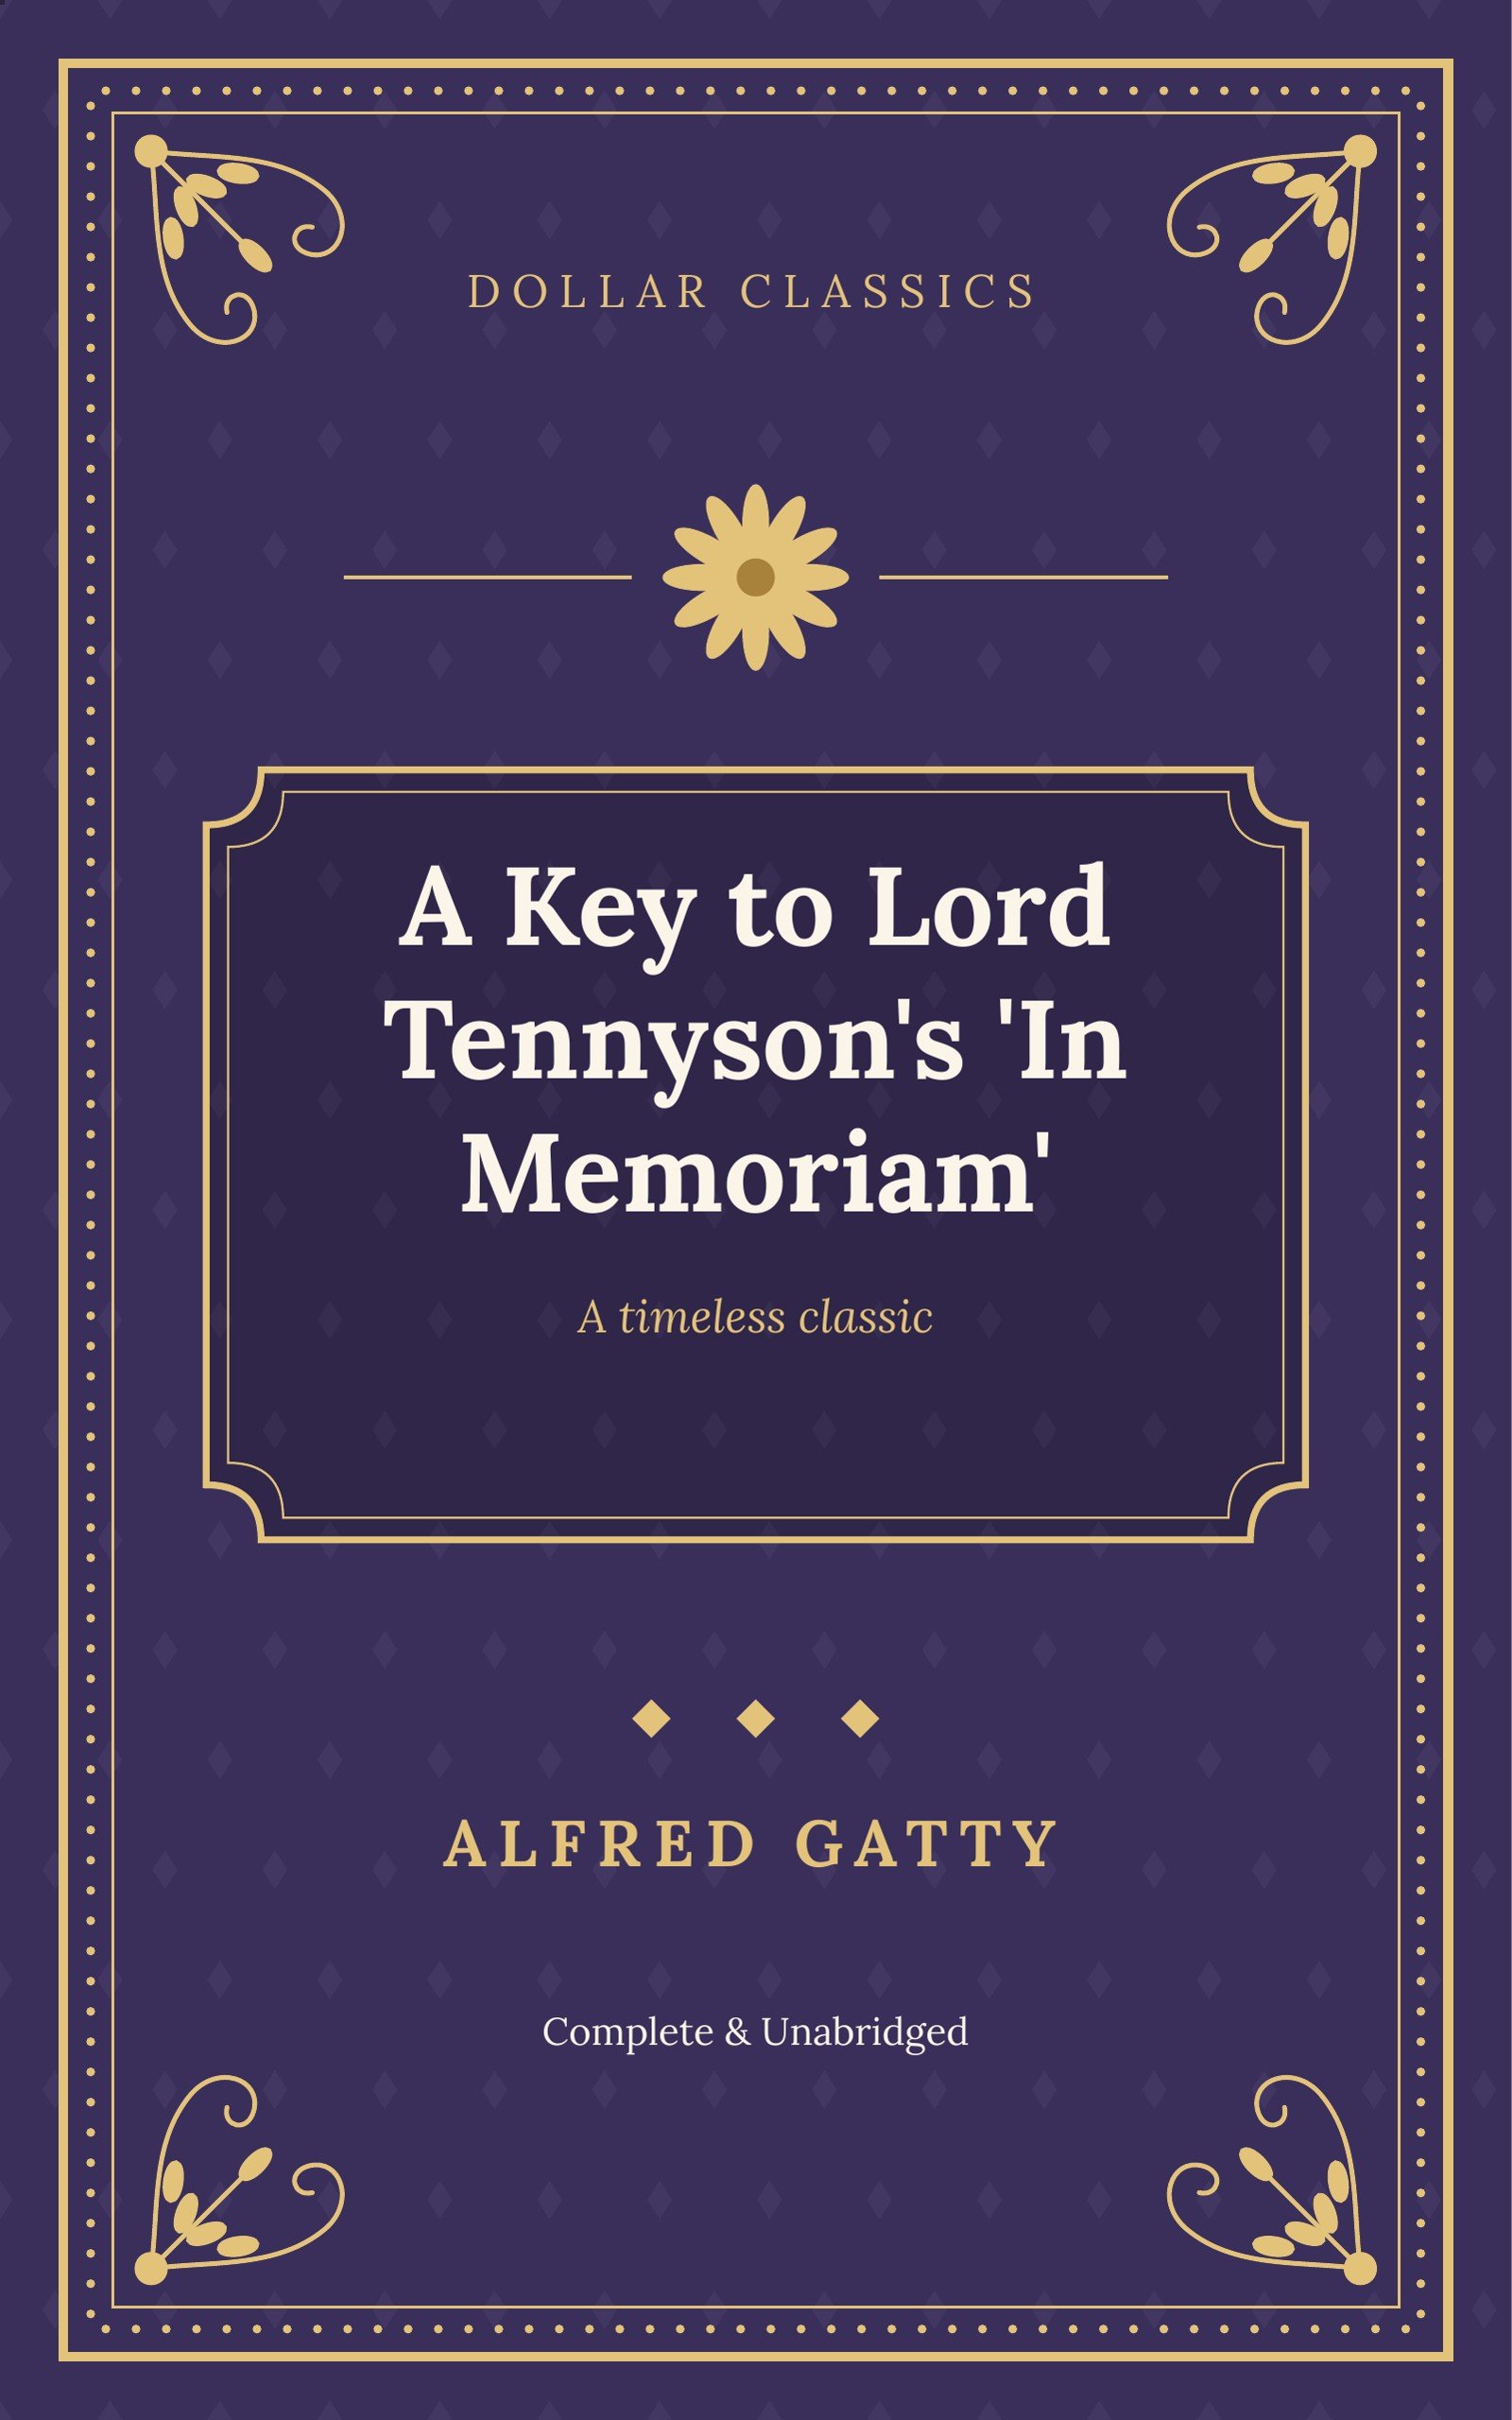 DOLLAR CLASSICS
A Key to Lord
Tennyson's 'In
Memoriam'
A timeless classic
ALFRED GATTY
Complete & Unabridged